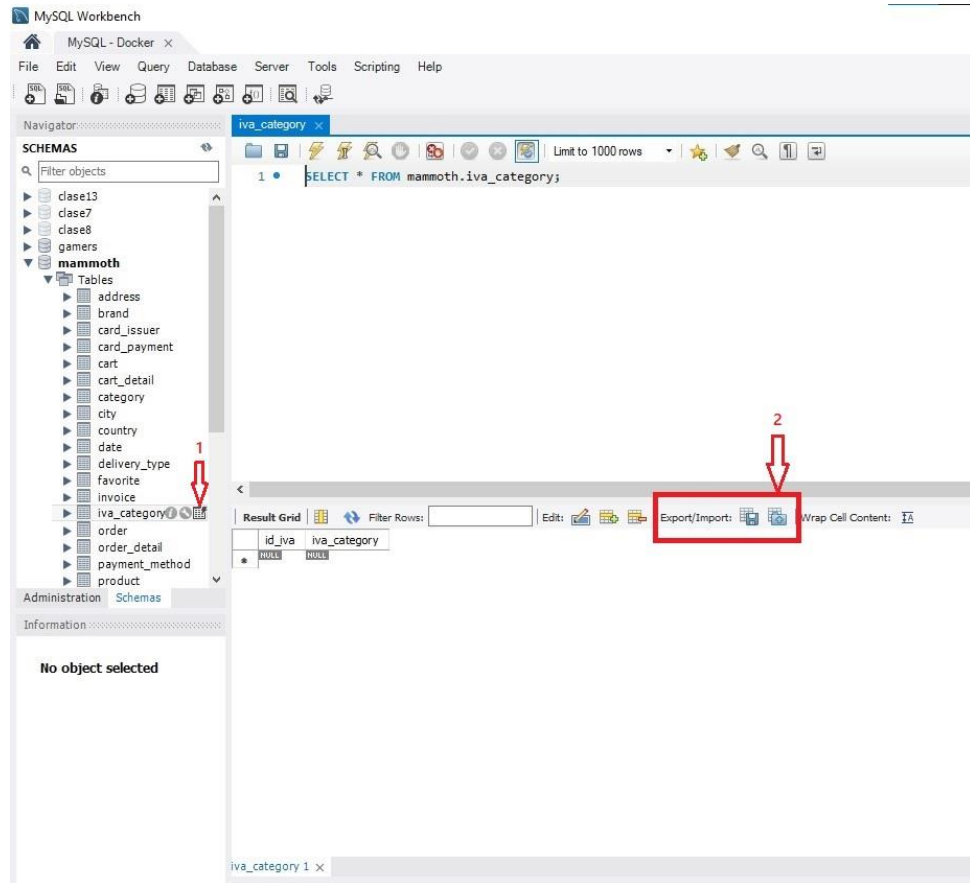 MySQL Workbench
MySQL - Docker
File Edit View Query Database Server Tools Scripting Help
Navigator
iva_category
SCHEMAS
Limit to 1000 rows
Filter objects
1 SELECT * FROM mammoth.iva_category;
clase13
clase7
clase8
gamers
mammoth
Tables
address
brand
card_issuer
card_payment
cart
cart_detail
category
city
country
date
1
2
delivery_type
favorite
invoice
iva_category
order
order_detail
payment_method
product
Result Grid Filter Rows: Edit: Export/Import: Wrap Cell Content:
id_iva iva_category
NULL NULL
Administration Schemas
Information
No object selected
iva_category 1